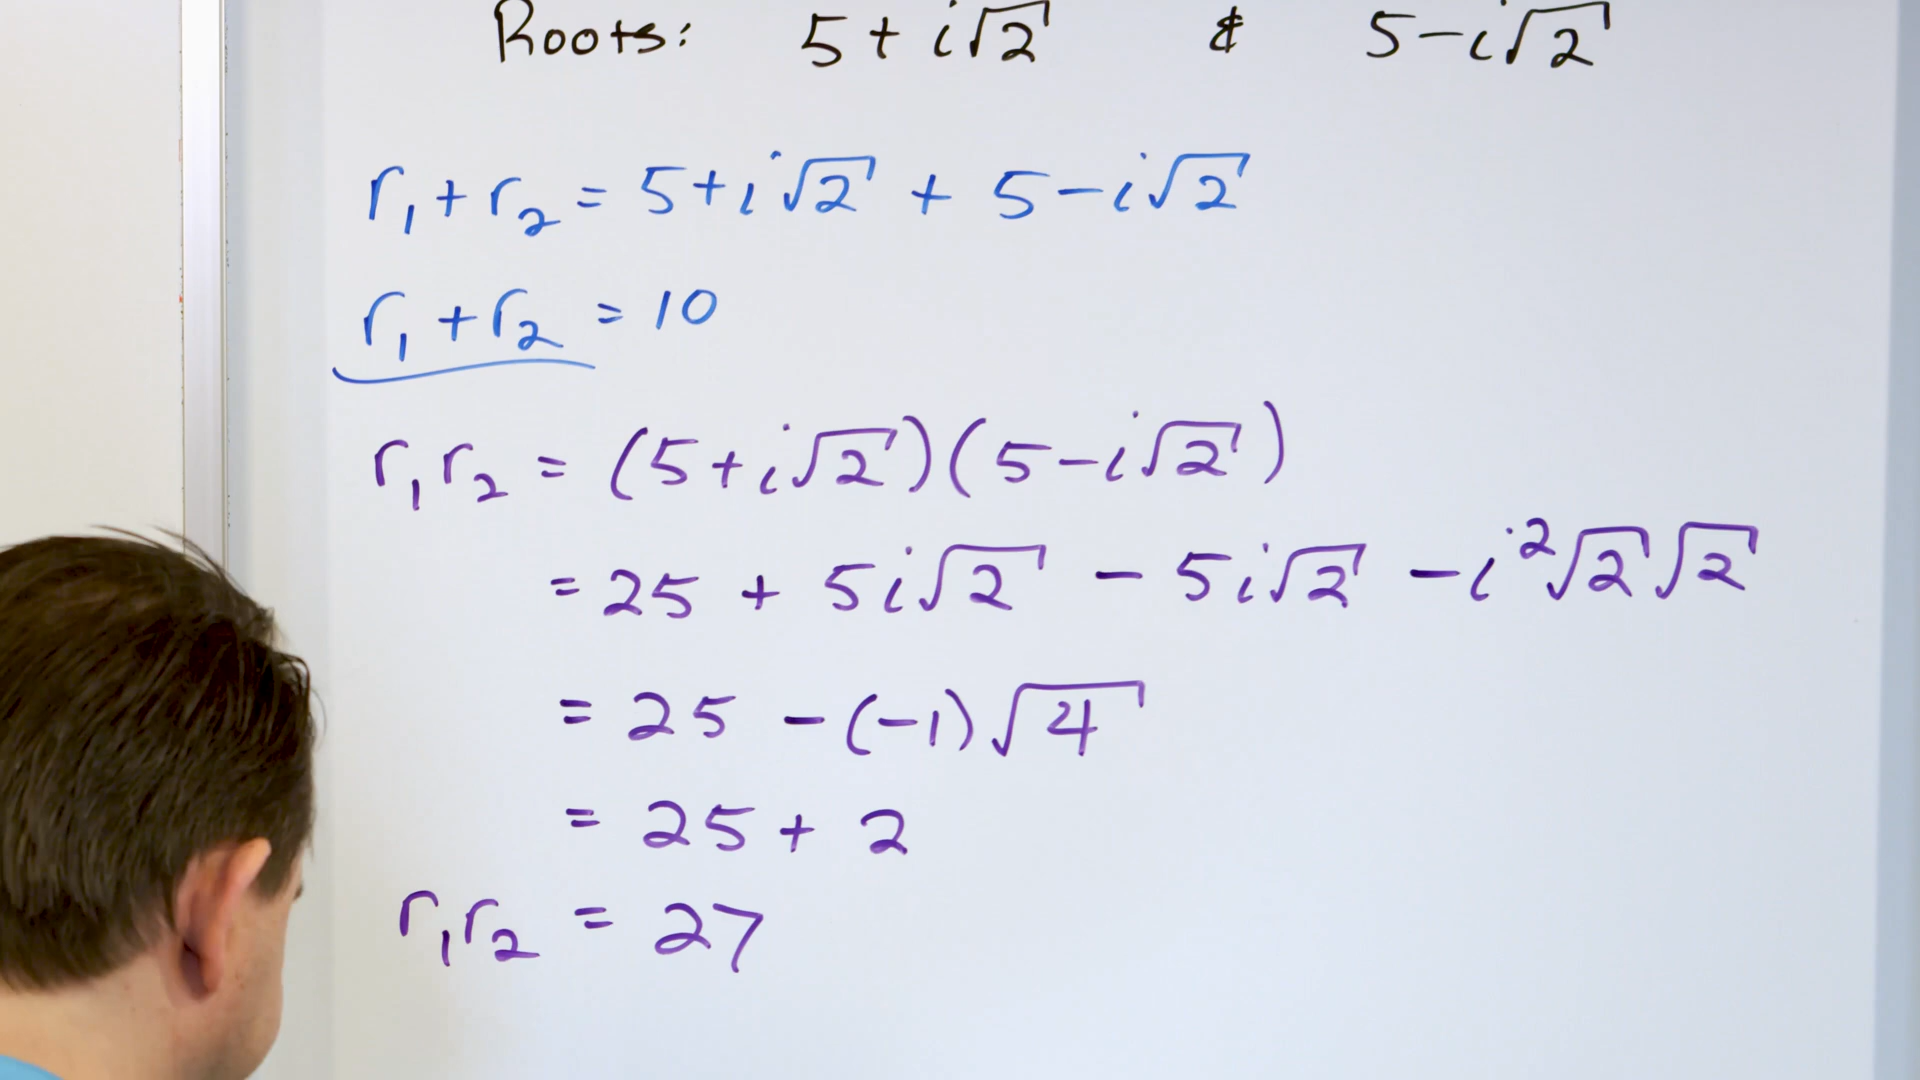 Roots: 5+i√2 & 5-i√2
r₁+r₂ = 5+i√2 + 5-i√2
r₁+r₂ = 10
r₁r₂ = (5+i√2)(5-i√2)
= 25 + 5i√2 - 5i√2 - i²√2√2
= 25 - (-1)√4
= 25 + 2
r₁r₂ = 27